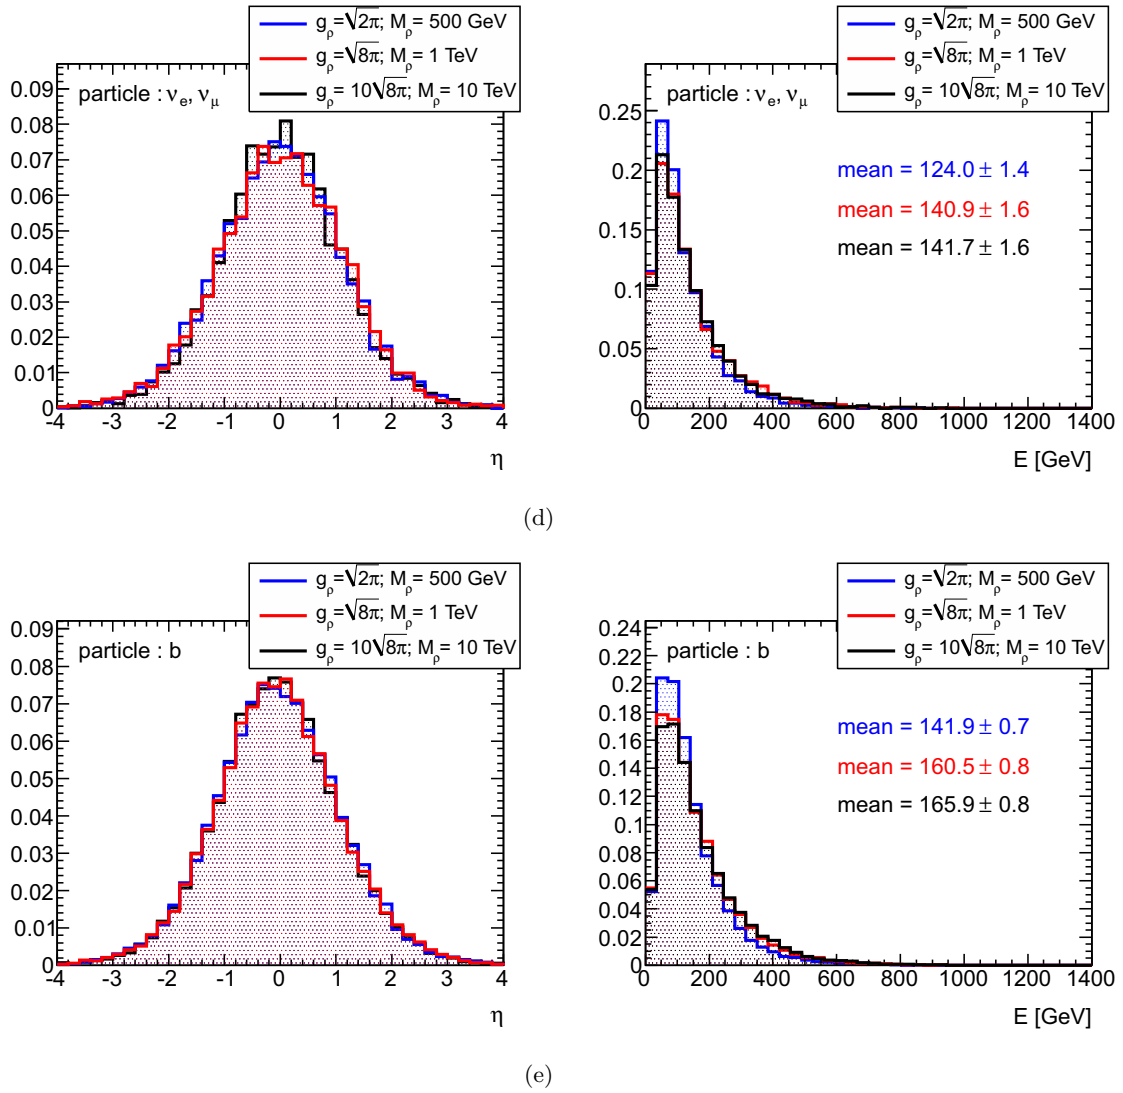 g_ρ=√2π; M_ρ= 500 GeV
g_ρ=√8π; M_ρ= 1 TeV
g_ρ= 10√8π; M_ρ= 10 TeV
particle : ν_e, ν_μ
0.09
0.08
0.07
0.06
0.05
0.04
0.03
0.02
0.01
0
-4 -3 -2 -1 0 1 2 3 4
η
g_ρ=√2π; M_ρ= 500 GeV
g_ρ=√8π; M_ρ= 1 TeV
g_ρ= 10√8π; M_ρ= 10 TeV
particle : ν_e, ν_μ
0.25
0.2
0.15
0.1
0.05
0
mean = 124.0 ± 1.4
mean = 140.9 ± 1.6
mean = 141.7 ± 1.6
0 200 400 600 800 1000 1200 1400
E [GeV]
(d)
g_ρ=√2π; M_ρ= 500 GeV
g_ρ=√8π; M_ρ= 1 TeV
g_ρ= 10√8π; M_ρ= 10 TeV
particle : b
0.09
0.08
0.07
0.06
0.05
0.04
0.03
0.02
0.01
0
-4 -3 -2 -1 0 1 2 3 4
η
g_ρ=√2π; M_ρ= 500 GeV
g_ρ=√8π; M_ρ= 1 TeV
g_ρ= 10√8π; M_ρ= 10 TeV
particle : b
0.24
0.22
0.2
0.18
0.16
0.14
0.12
0.1
0.08
0.06
0.04
0.02
0
mean = 141.9 ± 0.7
mean = 160.5 ± 0.8
mean = 165.9 ± 0.8
0 200 400 600 800 1000 1200 1400
E [GeV]
(e)